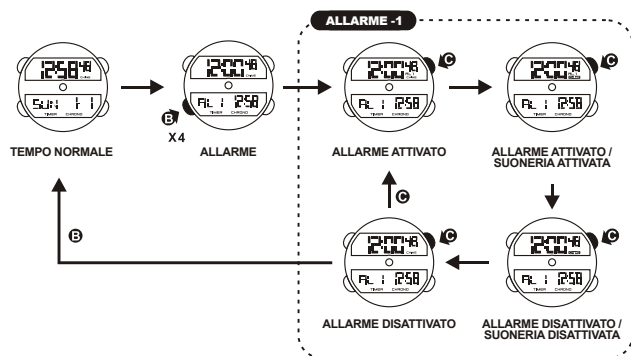 ALLARME -1
12:58 48
SUN 1 1
TIMER CHRONO
TEMPO NORMALE
B
X4
12:00 48
AL 1 12:58
TIMER CHRONO
ALLARME
C
12:00 48
AL 1 12:58
TIMER CHRONO
ALLARME ATTIVATO
C
12:00 48
AL 1 12:58
TIMER CHRONO
ALLARME ATTIVATO /
SUONERIA ATTIVATA
B
C
C
12:00 48
AL 1 12:58
TIMER CHRONO
ALLARME DISATTIVATO
C
12:00 48
AL 1 12:58
TIMER CHRONO
ALLARME DISATTIVATO /
SUONERIA DISATTIVATA